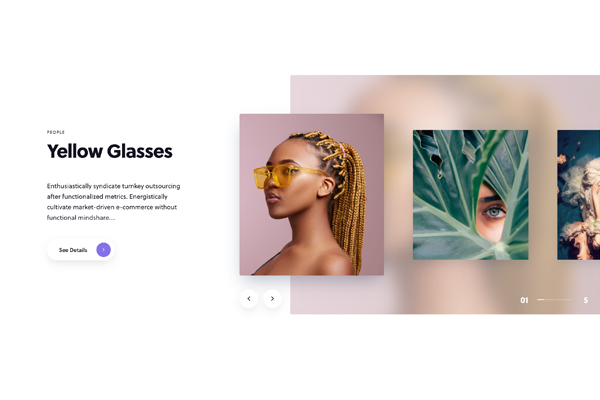 PEOPLE
Yellow Glasses
Enthusiastically syndicate turnkey outsourcing
after functionalized metrics. Energistically
cultivate market-driven e-commerce without
functional mindshare....
See Details
01
5